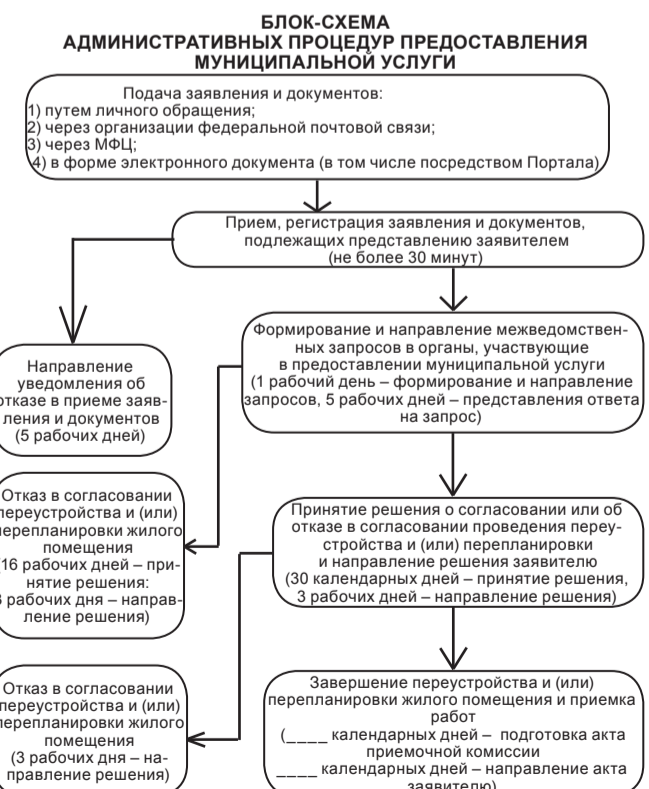 БЛОК-СХЕМА
АДМИНИСТРАТИВНЫХ ПРОЦЕДУР ПРЕДОСТАВЛЕНИЯ
МУНИЦИПАЛЬНОЙ УСЛУГИ
Подача заявления и документов:
1) путем личного обращения;
2) через организации федеральной почтовой связи;
3) через МФЦ;
4) в форме электронного документа (в том числе посредством Портала)
Прием, регистрация заявления и документов,
подлежащих представлению заявителем
(не более 30 минут)
Направление
уведомления об
отказе в приеме заяв-
ления и документов
(5 рабочих дней)
Формирование и направление межведомствен-
ных запросов в органы, участвующие
в предоставлении муниципальной услуги
(1 рабочий день – формирование и направление
запросов, 5 рабочих дней – представления ответа
на запрос)
Отказ в согласовании
переустройства и (или)
перепланировки жилого
помещения
(16 рабочих дней – при-
нятие решения:
3 рабочих дня – направ-
ление решения)
Принятие решения о согласовании или об
отказе в согласовании проведения переу-
стройства и (или) перепланировки
и направление решения заявителю
(30 календарных дней – принятие решения,
3 рабочих дней – направление решения)
Отказ в согласовании
переустройства и (или)
перепланировки жилого
помещения
(3 рабочих дня – на-
правление решения)
Завершение переустройства и (или)
перепланировки жилого помещения и приемка
работ
(____ календарных дней – подготовка акта
приемочной комиссии
____ календарных дней – направление акта
заявителю)